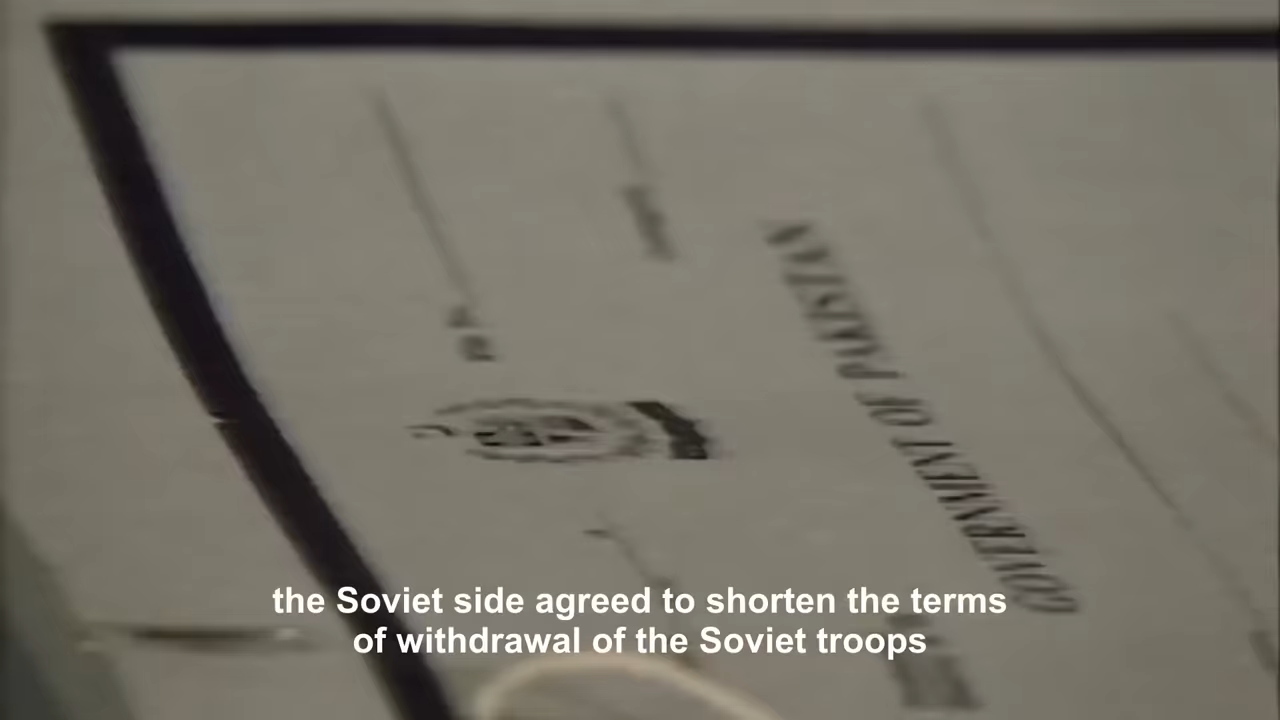 GOVERNMENT OF PAKISTAN
the Soviet side agreed to shorten the terms
of withdrawal of the Soviet troops